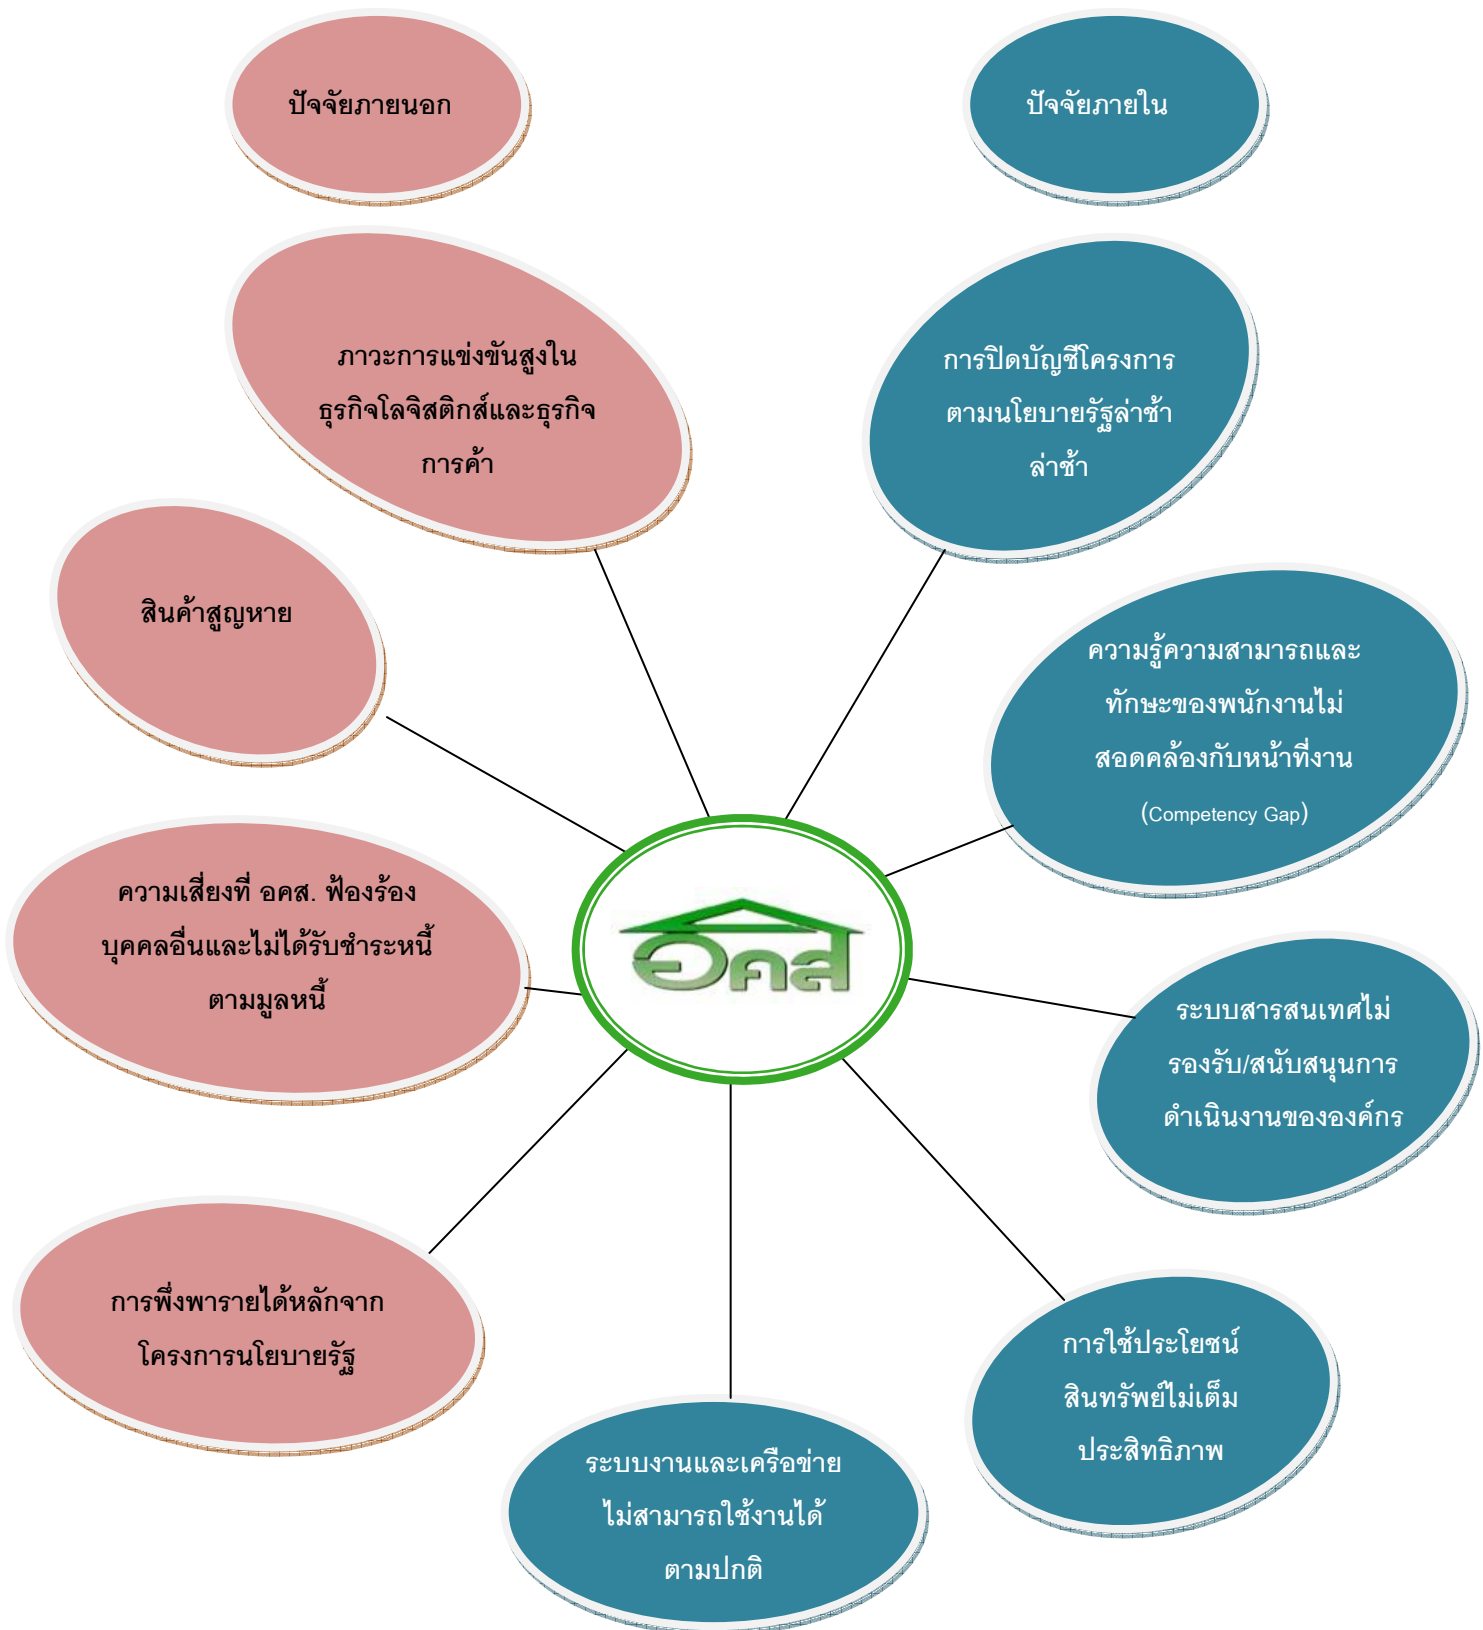 ปัจจัยภายนอก
ปัจจัยภายใน
ภาวะการแข่งขันสูงใน
ธุรกิจโลจิสติกส์และธุรกิจ
การค้า
การปิดบัญชีโครงการ
ตามนโยบายรัฐล่าช้า
ล่าช้า
สินค้าสูญหาย
ความรู้ความสามารถและ
ทักษะของพนักงานไม่
สอดคล้องกับหน้าที่งาน
(Competency Gap)
ความเสี่ยงที่ อคส. ฟ้องร้อง
บุคคลอื่นและไม่ได้รับชำระหนี้
ตามมูลหนี้
อคส
ระบบสารสนเทศไม่
รองรับ/สนับสนุนการ
ดำเนินงานขององค์กร
การพึ่งพารายได้หลักจาก
โครงการนโยบายรัฐ
การใช้ประโยชน์
สินทรัพย์ไม่เต็ม
ประสิทธิภาพ
ระบบงานและเครือข่าย
ไม่สามารถใช้งานได้
ตามปกติ